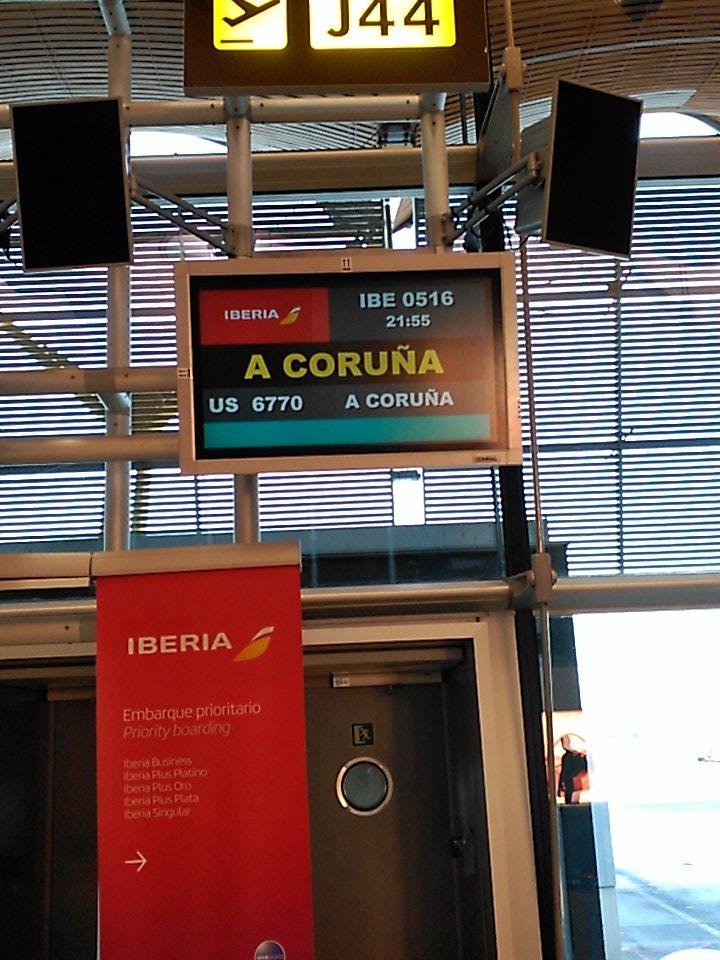 J44
IBERIA IBE 0516
21:55
A CORUÑA
US 6770 A CORUÑA
IBERIA
Embarque prioritario
Priority boarding
Iberia Business
Iberia Plus Platino
Iberia Plus Oro
Iberia Plus Plata
Iberia Singular